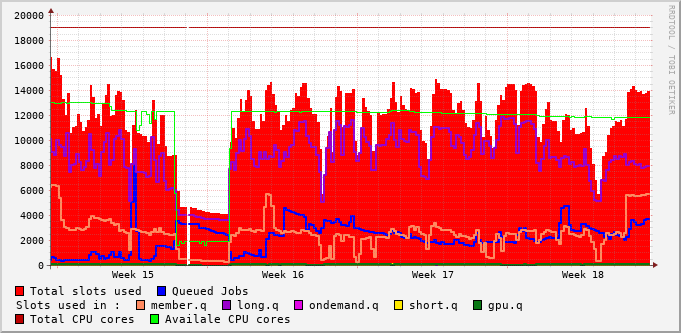 20000
18000
16000
14000
12000
10000
8000
6000
4000
2000
0
Week 15 Week 16 Week 17 Week 18
Total slots used Queued Jobs
Slots used in : member.q long.q ondemand.q short.q gpu.q
Total CPU cores Availale CPU cores
RRDTOOL / TOBI OETIKER